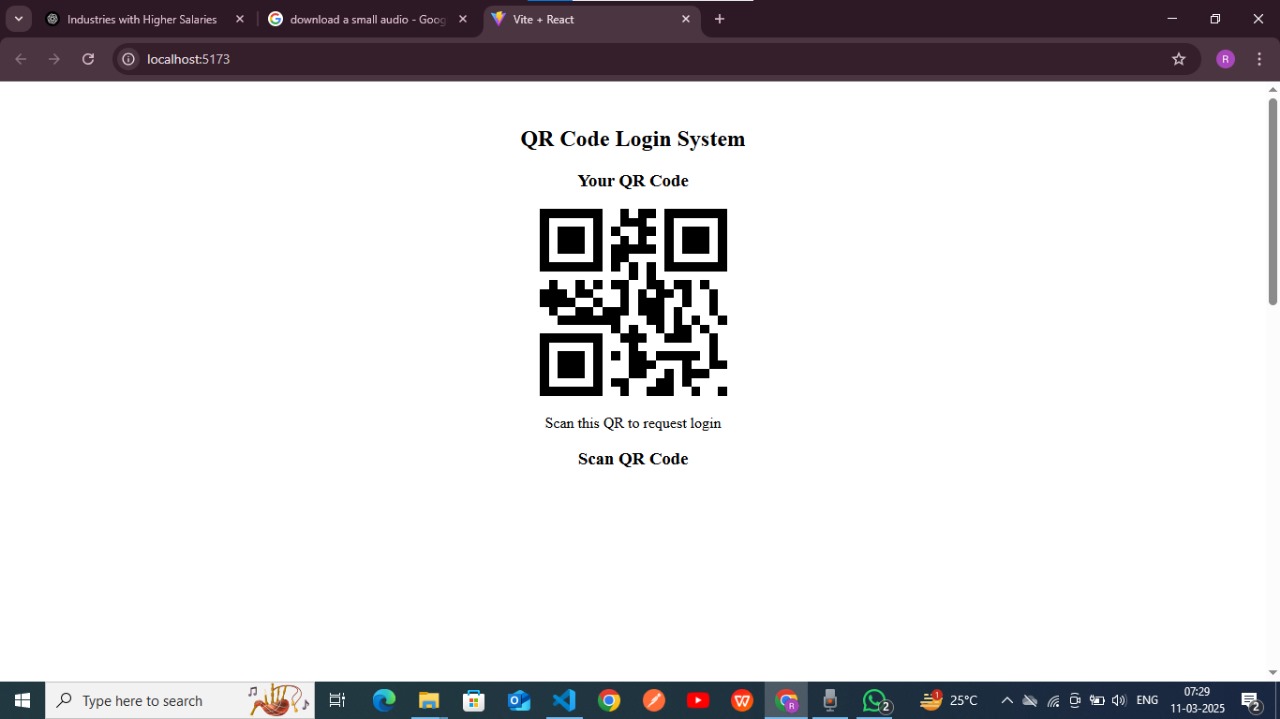 Industries with Higher Salaries
download a small audio - Goog
Vite + React
localhost:5173
R
QR Code Login System
Your QR Code
Scan this QR to request login
Scan QR Code
Type here to search
25°C
ENG
07:29
11-03-2025